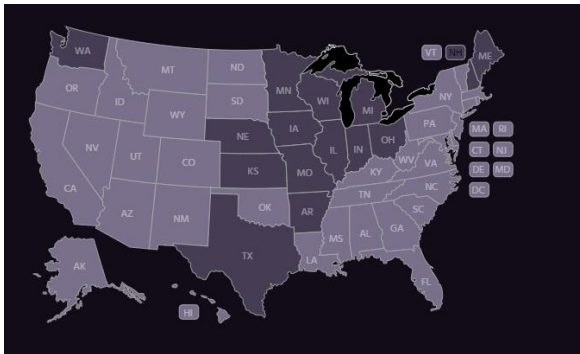 WA
MT
ND
MN
VT NH
ME
OR
ID
SD
WI
MI
NY
WY
NE
IA
IL
IN
OH
PA
MA RI
NV
UT
CO
KS
MO
KY
WV
VA
CT NJ
DE MD
CA
AZ
NM
OK
AR
TN
NC
DC
TX
LA
MS
AL
GA
SC
AK
HI
FL